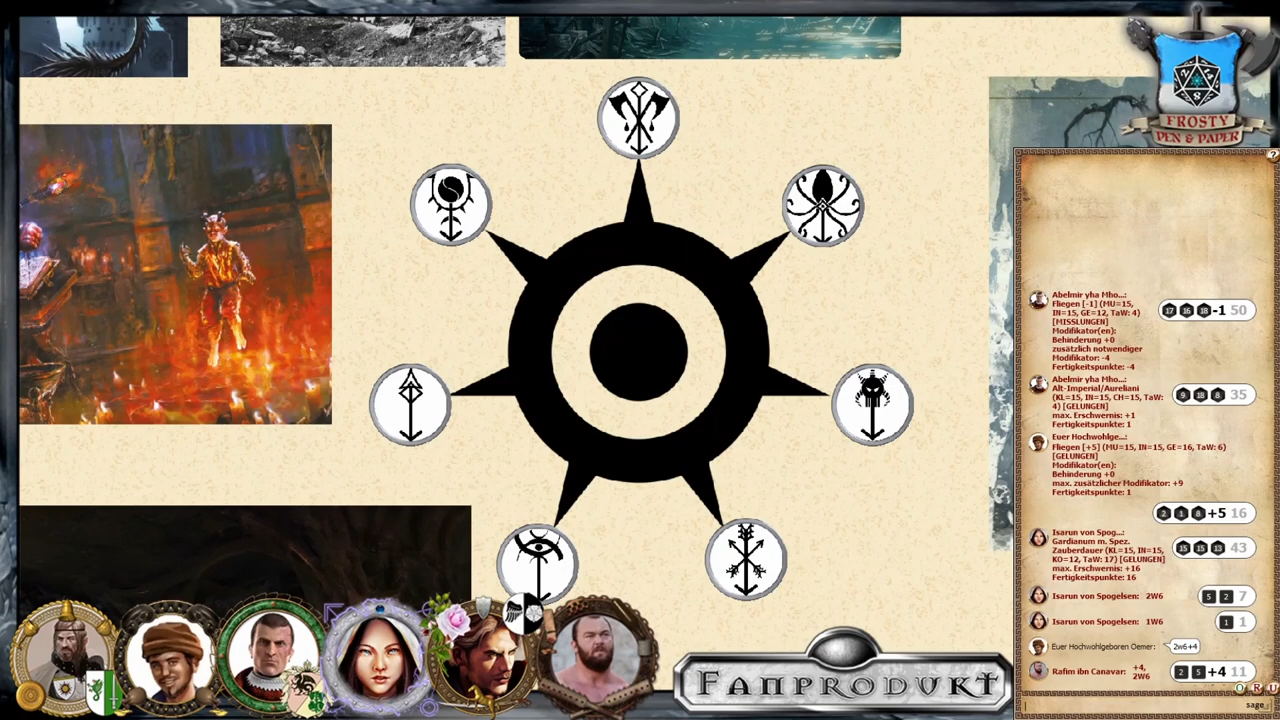 FROSTY
PEN & PAPER
?
Abelmir yha Mho...:
Fliegen [-1] (MU=15,
IN=15, GE=12, TaW: 4)
[MISSLUNGEN]
Modifikator(en):
Behinderung +0
zusätzlich notwendiger
Modifikator: -4
Fertigkeitspunkte: -4
17 16 18 -1 50
Abelmir yha Mho...:
Alt-Imperial/Aureliani
(KL=15, IN=15, CH=15, TaW:
4) [GELUNGEN]
max. Erschwernis: +1
Fertigkeitspunkte: 1
9 18 8 35
Euer Hochwohlge...:
Fliegen [+5] (MU=15, IN=15, GE=16, TaW: 6)
[GELUNGEN]
Modifikator(en):
Behinderung +0
max. zusätzlicher Modifikator: +9
Fertigkeitspunkte: 1
2 1 8 +5 16
Isarun von Spog...:
Gardianum m. Spez.
Zauberdauer (KL=15, IN=15,
KO=12, TaW: 17) [GELUNGEN]
max. Erschwernis: +16
Fertigkeitspunkte: 16
15 15 13 43
Isarun von Spogelsen: 2W6
5 2 7
Isarun von Spogelsen: 1W6
1 1
Euer Hochwohlgeboren Oemer: 2w6+4
Rafim ibn Canavar: +4,
2W6
2 5 +4 11
O R U
sage
FANPRODUKT